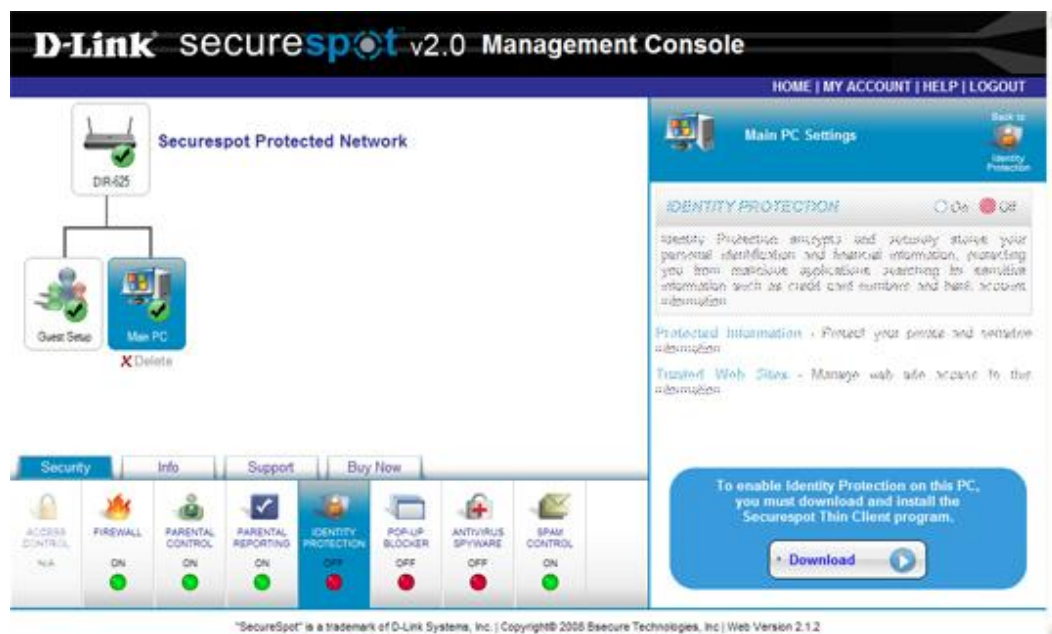 D-Link securespot v2.0 Management Console
HOME | MY ACCOUNT | HELP | LOGOUT
DIR-625
Securespot Protected Network
Guest Setup
Main PC
X Delete
Main PC Settings
Back to
Identity
Protection
IDENTITY PROTECTION On Off
Identity Protection encrypts and securely stores your
personal identification and financial information, protecting
you from malicious applications searching for sensitive
information such as credit card numbers and bank account
information
Protected Information - Protect your private and sensitive
information
Trusted Web Sites - Manage web site access to this
information
Security Info Support Buy Now
ACCESS CONTROL
N/A
FIREWALL
ON
PARENTAL CONTROL
ON
PARENTAL REPORTING
ON
IDENTITY PROTECTION
OFF
POP-UP BLOCKER
OFF
ANTIVIRUS SPYWARE
OFF
SPAM CONTROL
ON
To enable Identity Protection on this PC,
you must download and install the
Securespot Thin Client program.
Download
"SecureSpot" is a trademark of D-Link Systems, Inc. | Copyright© 2008 Bsecure Technologies, Inc | Web Version 2.1.2